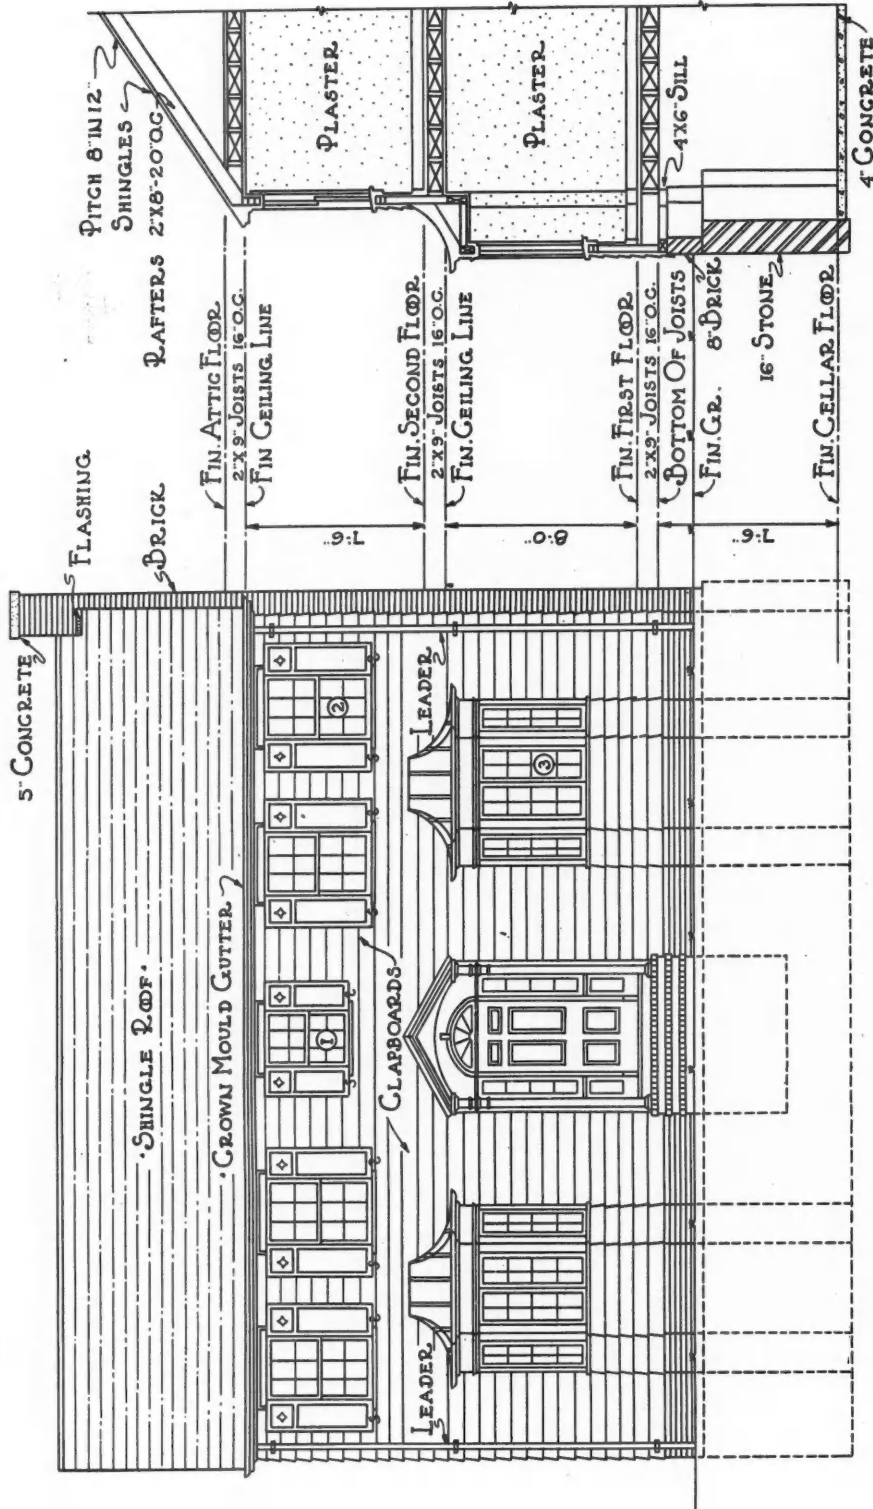 5" CONCRETE
FLASHING
BRICK
PITCH 8" IN 12"
SHINGLES
RAFTERS 2"X8"-20"O.C.
·SHINGLE ROOF·
·CROWN MOULD GUTTER
FIN. ATTIC FLOOR
2"X9" JOISTS 16"O.C.
FIN CEILING LINE
7'-6"
PLASTER
1
2
CLAPBOARDS
LEADER
LEADER
FIN. SECOND FLOOR
2"X9" JOISTS 16"O.C.
FIN. CEILING LINE
8'-0"
PLASTER
3
FIN. FIRST FLOOR
2"X9" JOISTS 16"O.C.
BOTTOM OF JOISTS
FIN. GR.
8" BRICK
4X6" SILL
7'-6"
16" STONE
FIN. CELLAR FLOOR
4" CONCRETE